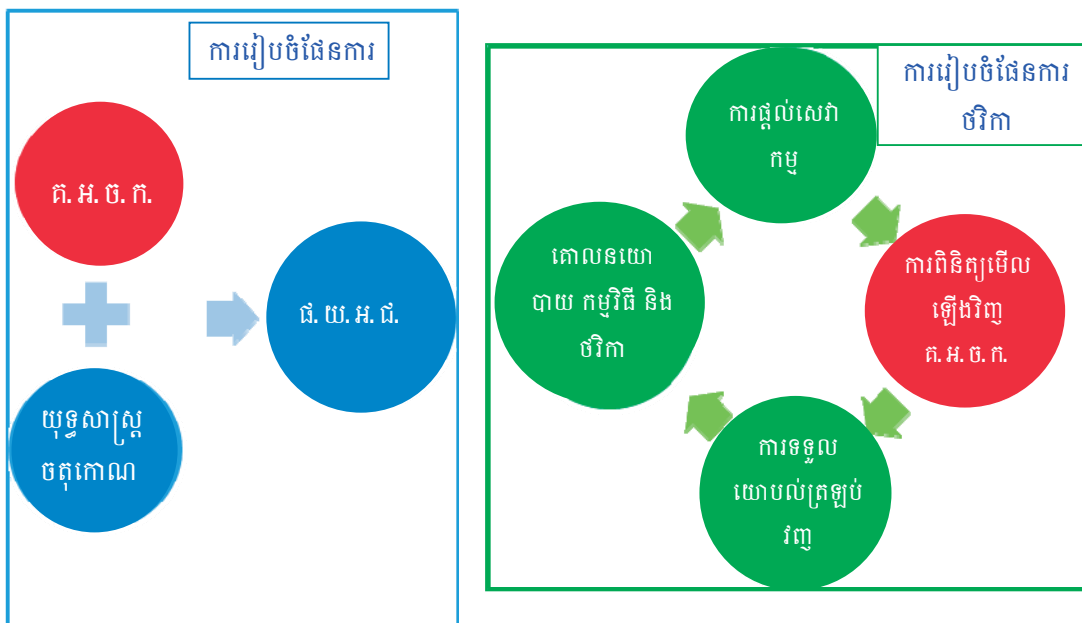 ការរៀបចំផែនការ
គ. អ. ច. ក.
ផ. យ. អ. ជ.
យុទ្ធសាស្ត្រ
ចតុកោណ
ការរៀបចំផែនការ
ថវិកា
ការផ្តល់សេវា
កម្ម
គោលនយោ
បាយ កម្មវិធី និង
ថវិកា
ការពិនិត្យមើល
ឡើងវិញ
គ. អ. ច. ក.
ការទទួល
យោបល់ត្រឡប់
វិញ